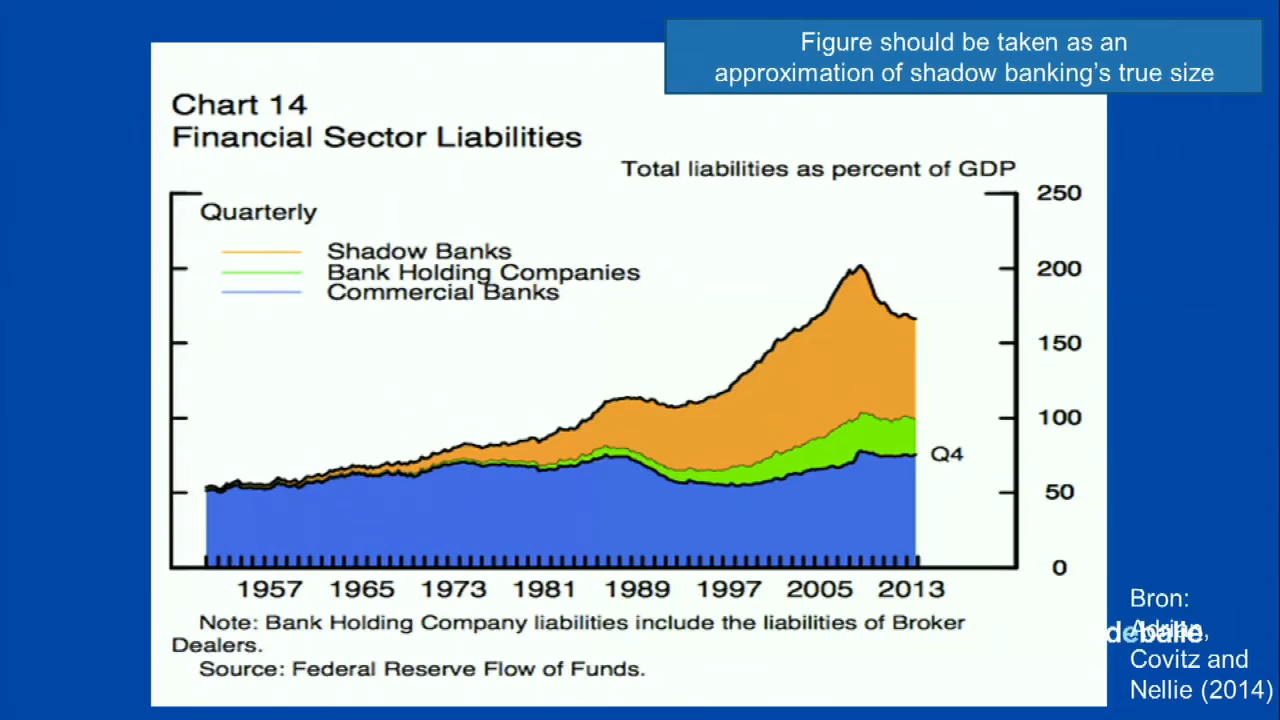 Figure should be taken as an
approximation of shadow banking's true size
Chart 14
Financial Sector Liabilities
Total liabilities as percent of GDP
Quarterly
Shadow Banks
Bank Holding Companies
Commercial Banks
250
200
150
100
50
0
Q4
1957 1965 1973 1981 1989 1997 2005 2013
Note: Bank Holding Company liabilities include the liabilities of Broker
Dealers.
Source: Federal Reserve Flow of Funds.
Bron:
Adrian,
debalie
Covitz and
Nellie (2014)